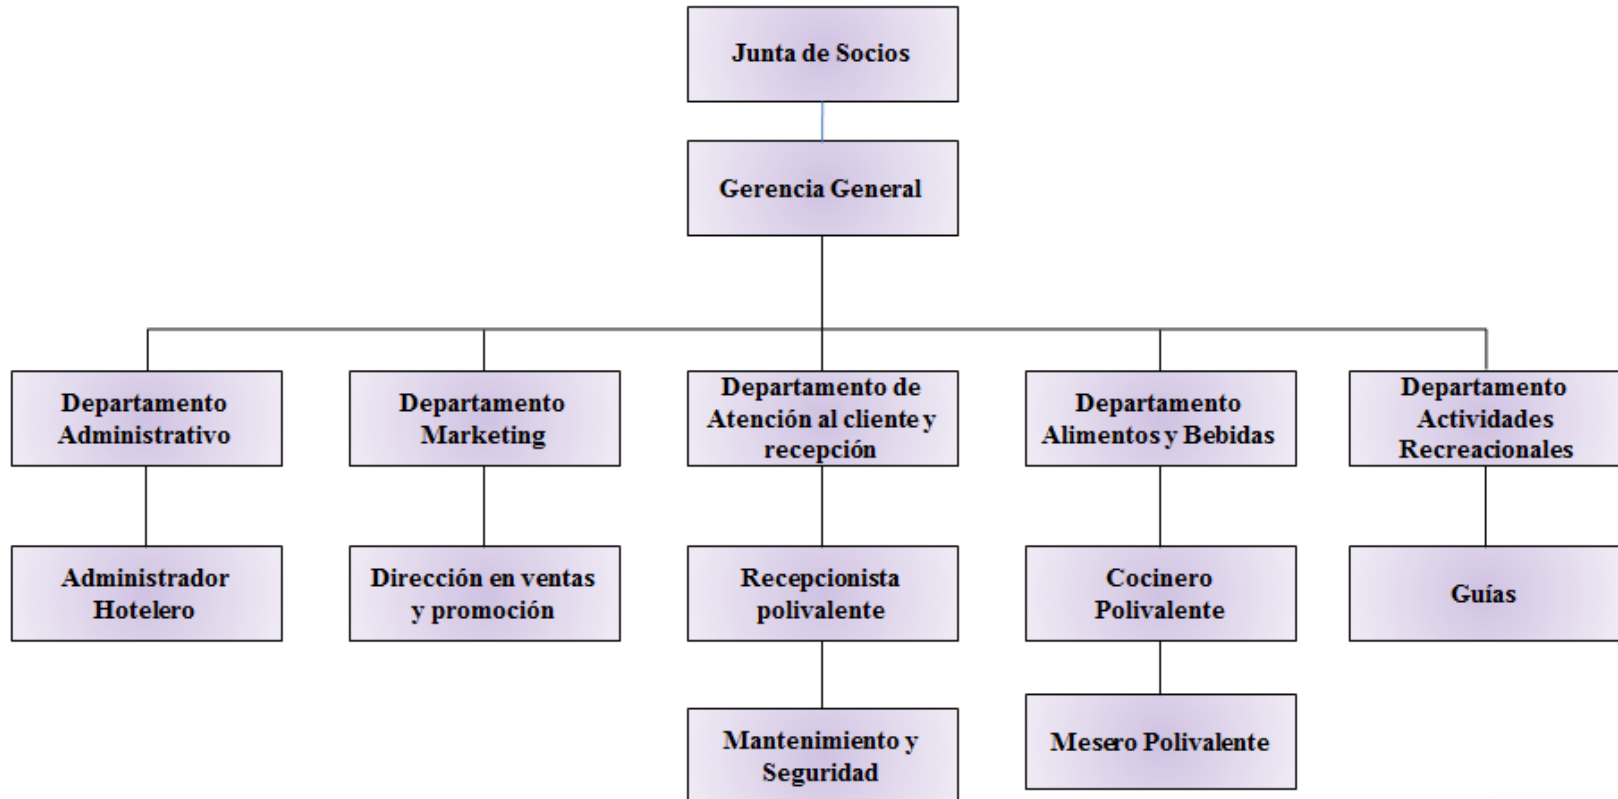 Junta de Socios
Gerencia General
Departamento
Administrativo
Departamento
Marketing
Departamento de
Atención al cliente y
recepción
Departamento
Alimentos y Bebidas
Departamento
Actividades
Recreacionales
Administrador
Hotelero
Dirección en ventas
y promoción
Recepcionista
polivalente
Cocinero
Polivalente
Guías
Mantenimiento y
Seguridad
Mesero Polivalente